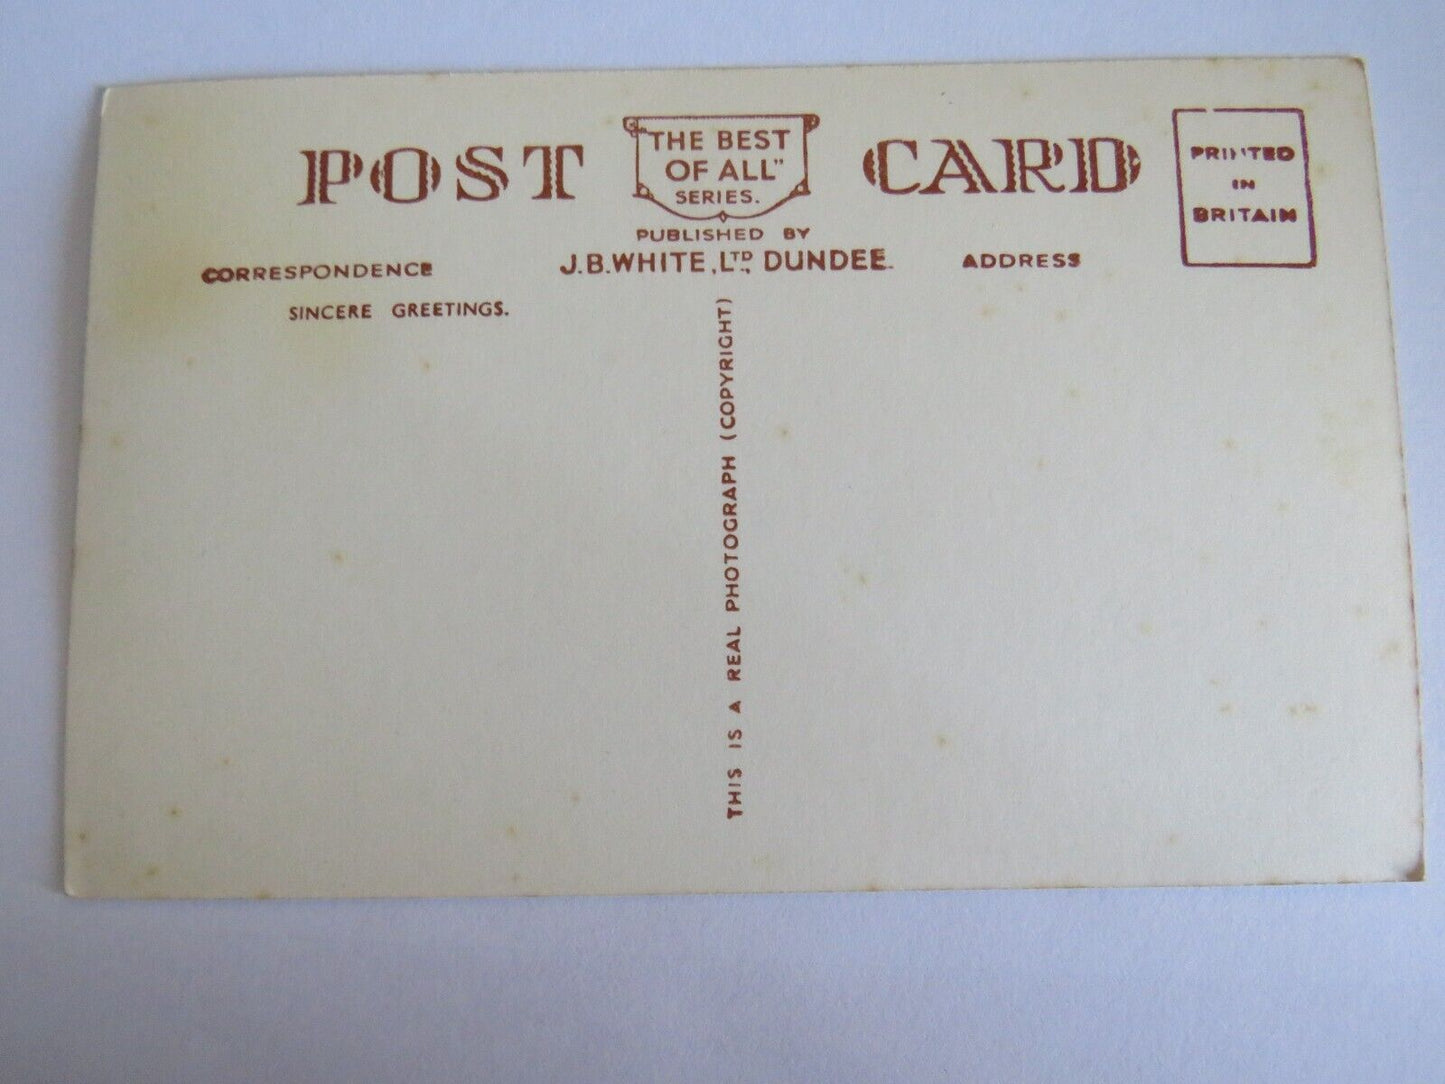 POST CARD
"THE BEST
OF ALL"
SERIES.
PUBLISHED BY
J.B. WHITE, LTD., DUNDEE.
PRINTED
IN
BRITAIN
CORRESPONDENCE
ADDRESS
SINCERE GREETINGS.
THIS IS A REAL PHOTOGRAPH (COPYRIGHT)